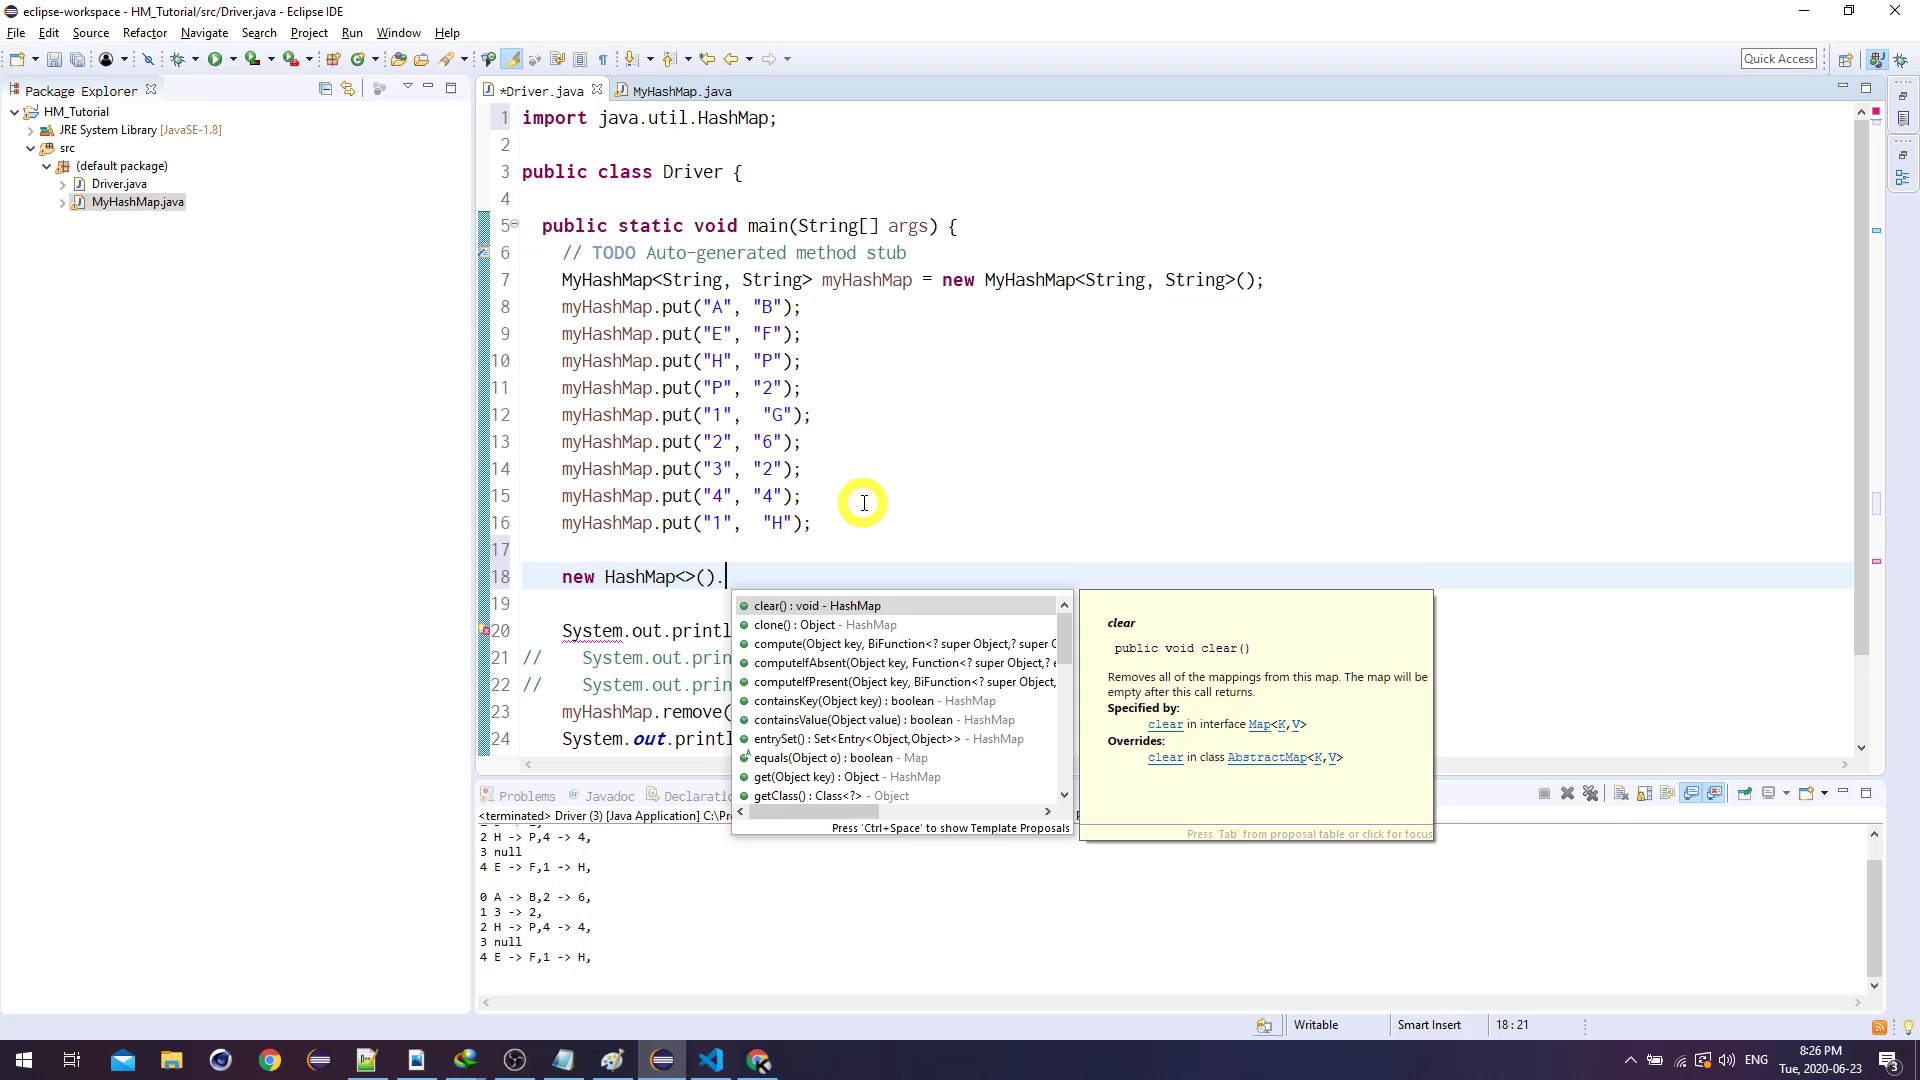 eclipse-workspace - HM_Tutorial/src/Driver.java - Eclipse IDE
File Edit Source Refactor Navigate Search Project Run Window Help
Quick Access
Package Explorer
HM_Tutorial
JRE System Library [JavaSE-1.8]
src
(default package)
Driver.java
MyHashMap.java
*Driver.java MyHashMap.java
1 import java.util.HashMap;
2
3 public class Driver {
4
5 public static void main(String[] args) {
6 // TODO Auto-generated method stub
7 MyHashMap<String, String> myHashMap = new MyHashMap<String, String>();
8 myHashMap.put("A", "B");
9 myHashMap.put("E", "F");
10 myHashMap.put("H", "P");
11 myHashMap.put("P", "2");
12 myHashMap.put("1", "G");
13 myHashMap.put("2", "6");
14 myHashMap.put("3", "2");
15 myHashMap.put("4", "4");
16 myHashMap.put("1", "H");
17
18 new HashMap<>().
19
20 System.out.printl
21 // System.out.prin
22 // System.out.prin
23 myHashMap.remove(
24 System.out.printl
clear() : void - HashMap
clone() : Object - HashMap
compute(Object key, BiFunction<? super Object,? super O
computeIfAbsent(Object key, Function<? super Object,? e
computeIfPresent(Object key, BiFunction<? super Object,
containsKey(Object key) : boolean - HashMap
containsValue(Object value) : boolean - HashMap
entrySet() : Set<Entry<Object,Object>> - HashMap
equals(Object o) : boolean - Map
get(Object key) : Object - HashMap
getClass() : Class<?> - Object
Press 'Ctrl+Space' to show Template Proposals
clear
public void clear()
Removes all of the mappings from this map. The map will be
empty after this call returns.
Specified by:
clear in interface Map<K,V>
Overrides:
clear in class AbstractMap<K,V>
Press 'Tab' from proposal table or click for focus
Problems @ Javadoc Declaratic
<terminated> Driver (3) [Java Application] C:\Pr
2 H -> P,4 -> 4,
3 null
4 E -> F,1 -> H,
0 A -> B,2 -> 6,
1 3 -> 2,
2 H -> P,4 -> 4,
3 null
4 E -> F,1 -> H,
Writable Smart Insert 18 : 21
ENG
8:26 PM
Tue, 2020-06-23
3